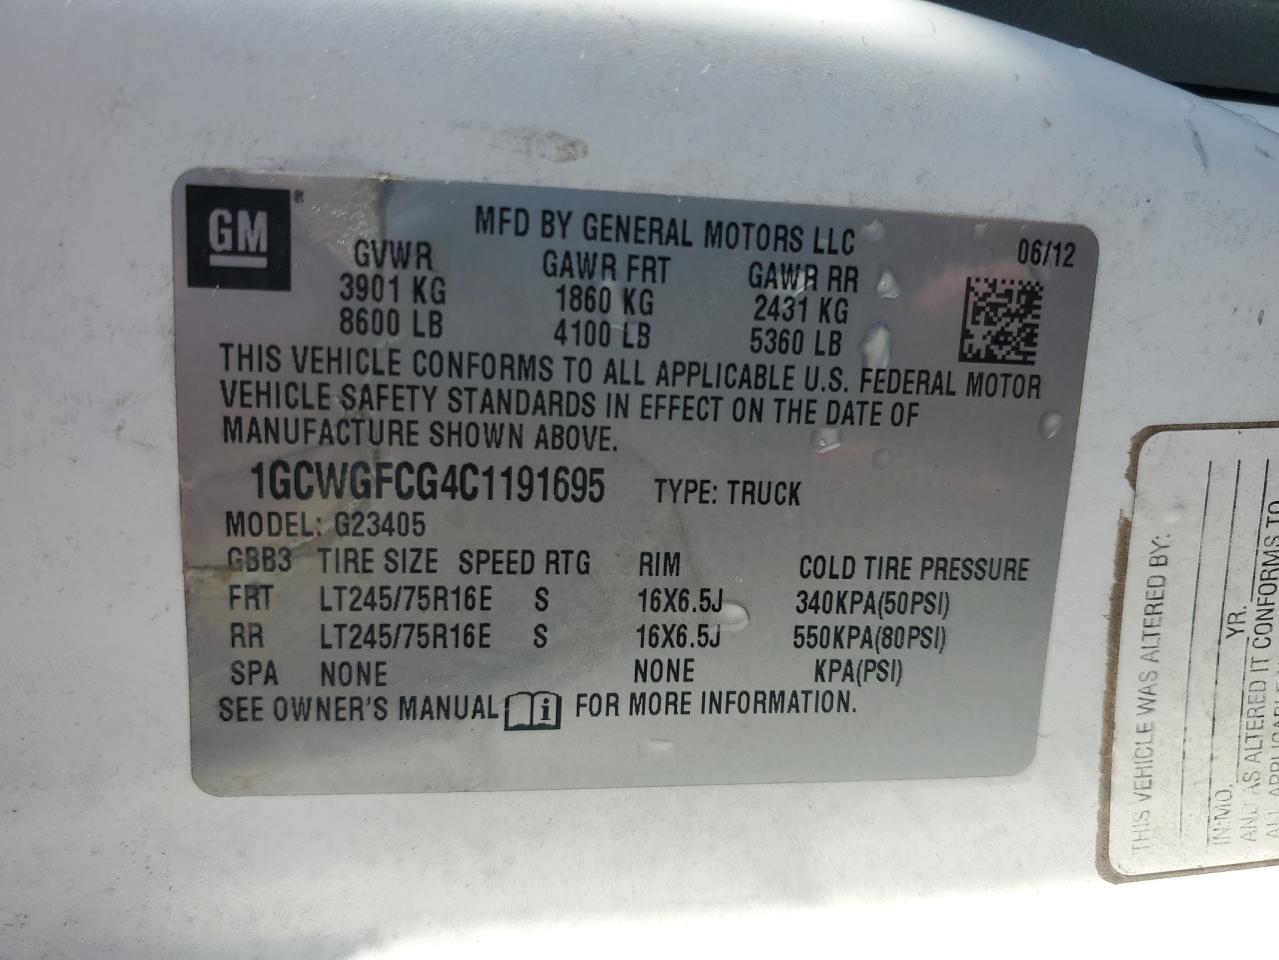 GM ®
MFD BY GENERAL MOTORS LLC 06/12
GVWR GAWR FRT GAWR RR
3901 KG 1860 KG 2431 KG
8600 LB 4100 LB 5360 LB
THIS VEHICLE CONFORMS TO ALL APPLICABLE U.S. FEDERAL MOTOR
VEHICLE SAFETY STANDARDS IN EFFECT ON THE DATE OF
MANUFACTURE SHOWN ABOVE.
1GCWGFCG4C1191695 TYPE: TRUCK
MODEL: G23405
GBB3 TIRE SIZE SPEED RTG RIM COLD TIRE PRESSURE
FRT LT245/75R16E S 16X6.5J 340KPA(50PSI)
RR LT245/75R16E S 16X6.5J 550KPA(80PSI)
SPA NONE NONE KPA(PSI)
SEE OWNER'S MANUAL i FOR MORE INFORMATION.
THIS VEHICLE WAS ALTERED BY:
IN:MO. YR.
AND AS ALTERED IT CONFORMS TO
ALL